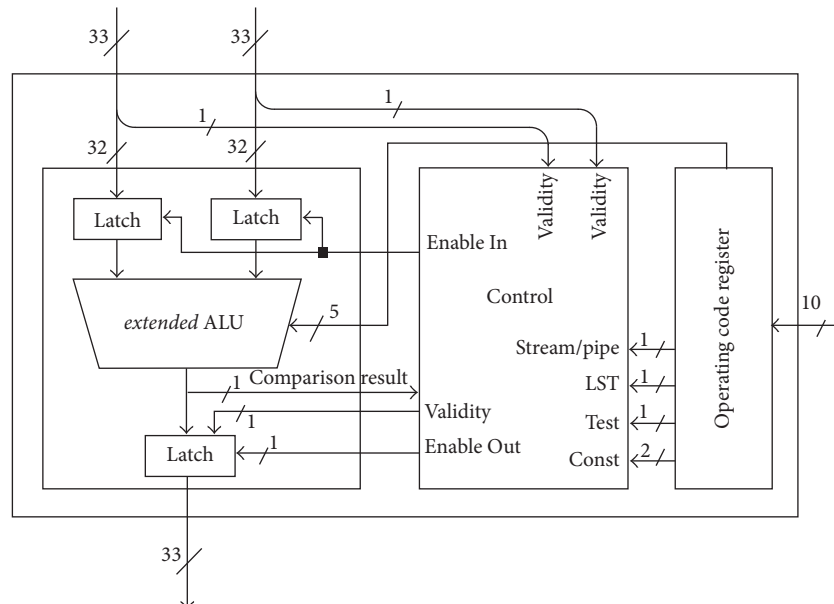 33
33
1
1
32
32
Validity
Validity
Latch
Latch
Enable In
extended ALU
5
Control
Operating code register
10
Stream/pipe
1
1
Comparison result
LST
1
Validity
1
Test
1
Enable Out
1
Const
2
Latch
33